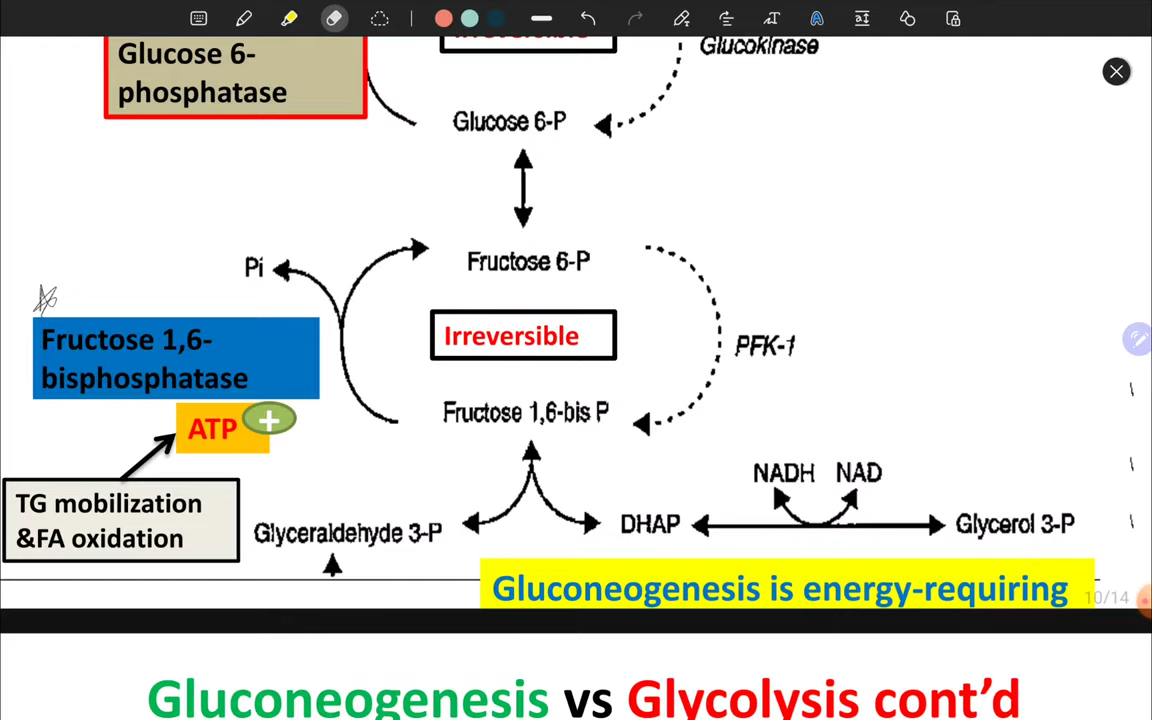 Glucose 6-
phosphatase
Glucokinase
Glucose 6-P
Pi
Fructose 6-P
Fructose 1,6-
bisphosphatase
Irreversible
PFK-1
Fructose 1,6-bis P
ATP +
NADH NAD
TG mobilization
&FA oxidation
Glyceraldehyde 3-P
DHAP
Glycerol 3-P
Gluconeogenesis is energy-requiring
10/14
Gluconeogenesis vs Glycolysis cont’d